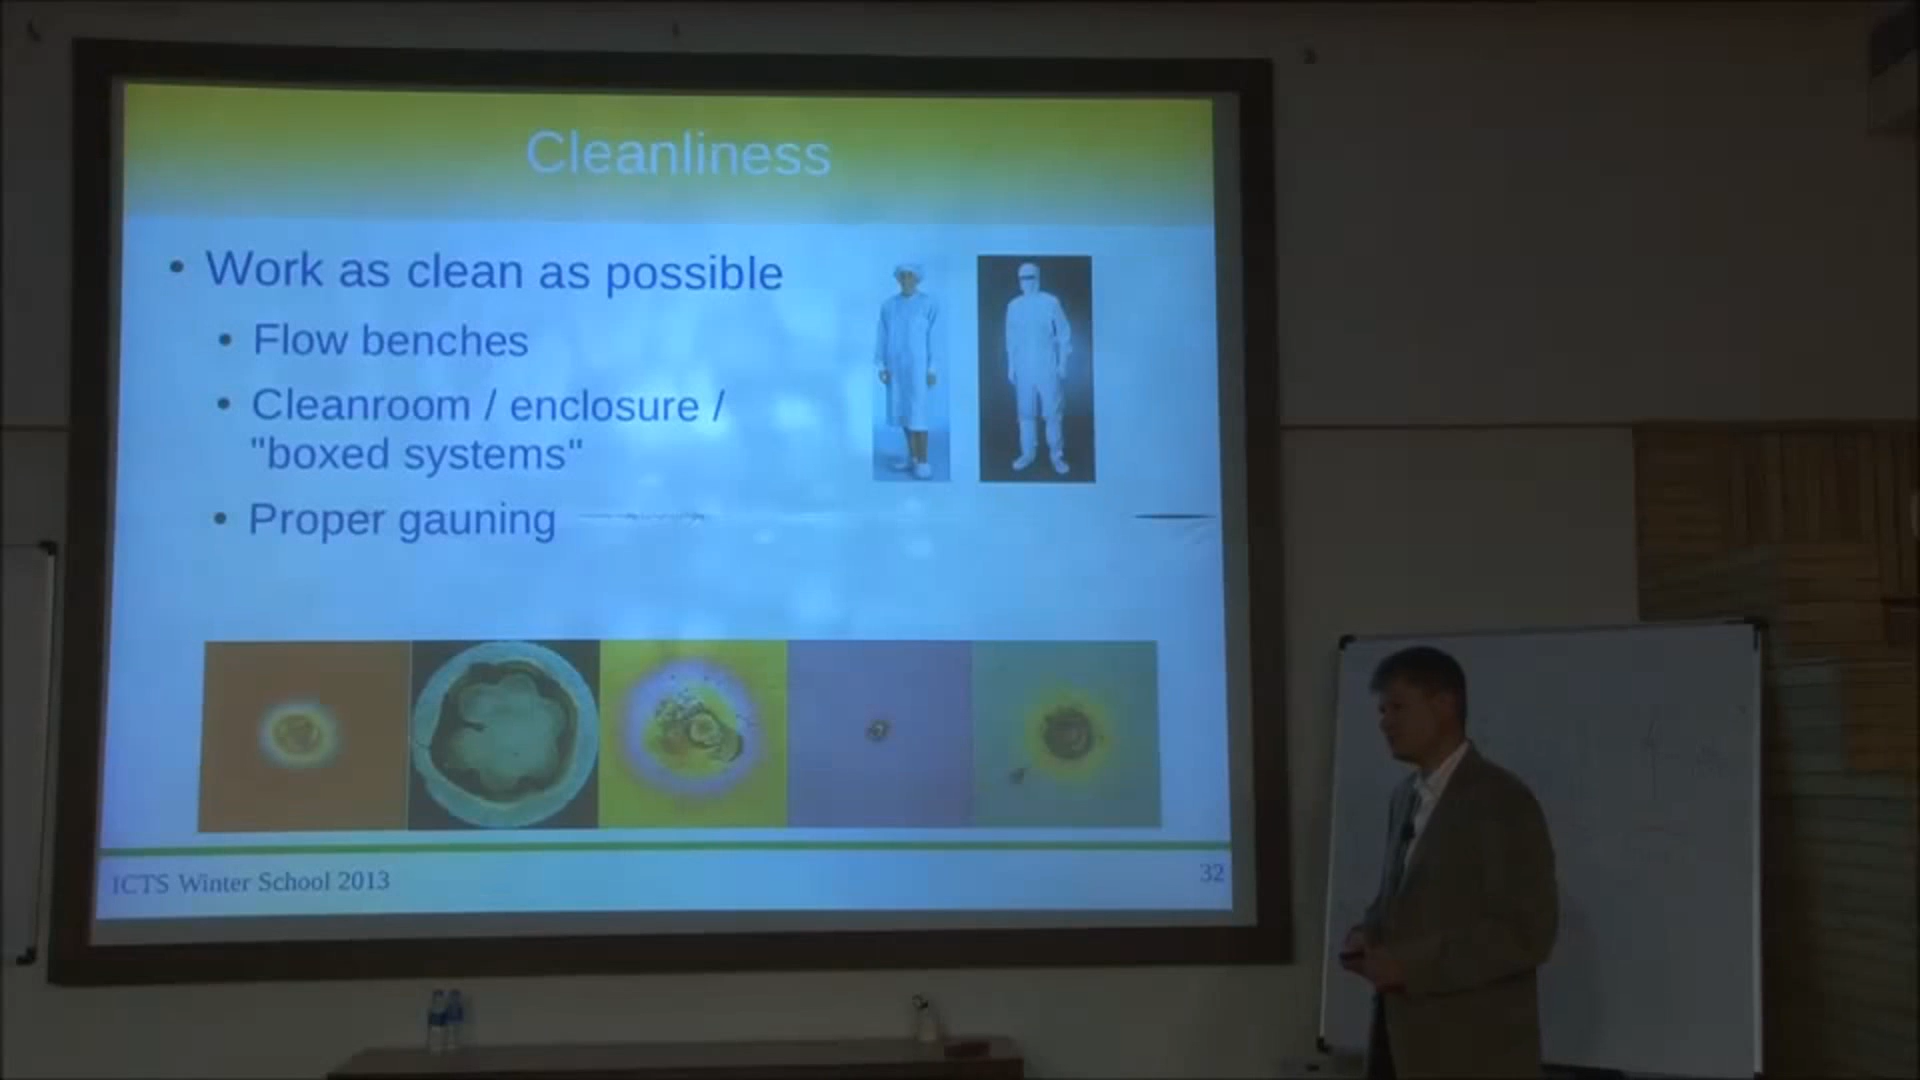 Cleanliness
• Work as clean as possible
• Flow benches
• Cleanroom / enclosure /
"boxed systems"
• Proper gauning
ICTS Winter School 2013
32